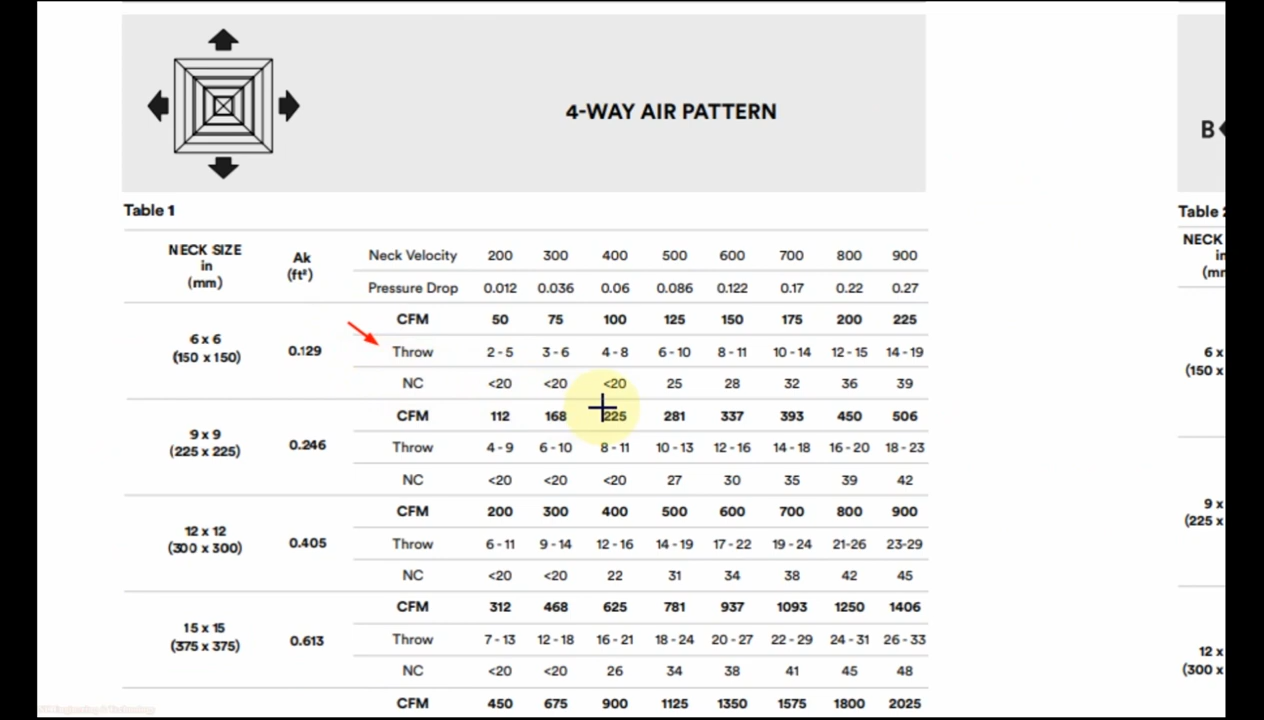 4-WAY AIR PATTERN
B
Table 1
Table 2
NECK SIZE in (mm) Ak (ft²) Neck Velocity 200 300 400 500 600 700 800 900
Pressure Drop 0.012 0.036 0.06 0.086 0.122 0.17 0.22 0.27
6 x 6 (150 x 150) 0.129 CFM 50 75 100 125 150 175 200 225
Throw 2 - 5 3 - 6 4 - 8 6 - 10 8 - 11 10 - 14 12 - 15 14 - 19
NC <20 <20 <20 25 28 32 36 39
9 x 9 (225 x 225) 0.246 CFM 112 168 225 281 337 393 450 506
Throw 4 - 9 6 - 10 8 - 11 10 - 13 12 - 16 14 - 18 16 - 20 18 - 23
NC <20 <20 <20 27 30 35 39 42
12 x 12 (300 x 300) 0.405 CFM 200 300 400 500 600 700 800 900
Throw 6 - 11 9 - 14 12 - 16 14 - 19 17 - 22 19 - 24 21-26 23-29
NC <20 <20 22 31 34 38 42 45
15 x 15 (375 x 375) 0.613 CFM 312 468 625 781 937 1093 1250 1406
Throw 7 - 13 12 - 18 16 - 21 18 - 24 20 - 27 22 - 29 24 - 31 26 - 33
NC <20 <20 26 34 38 41 45 48
CFM 450 675 900 1125 1350 1575 1800 2025
NECK
in
6 x
(150 x
9 x
(225 x
12 x
(300 x